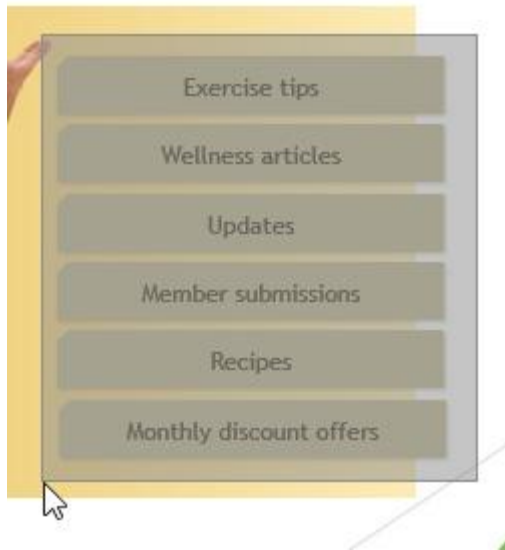 Exercise tips
Wellness articles
Updates
Member submissions
Recipes
Monthly discount offers